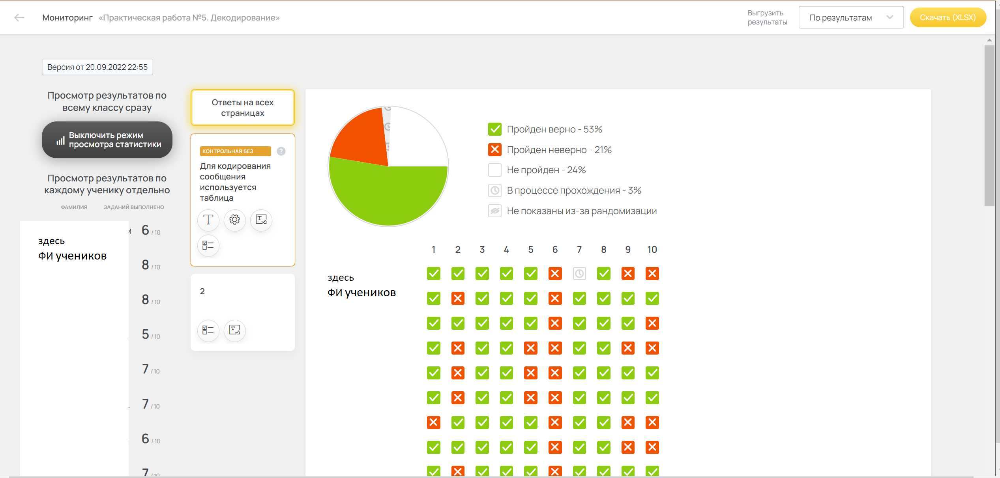 Мониторинг «Практическая работа №5. Декодирование»
Выгрузить
результаты
По результатам
Скачать (XLSX)
Версия от 20.09.2022 22:55
Просмотр результатов по
всему классу сразу
Выключить режим
просмотра статистики
Просмотр результатов по
каждому ученику отдельно
ФАМИЛИЯ ЗАДАНИЙ ВЫПОЛНЕНО
здесь
ФИ учеников
6 / 10
8 / 10
8 / 10
5 / 10
7 / 10
7 / 10
6 / 10
7 / 10
Ответы на всех
страницах
КОНТРОЛЬНАЯ БЕЗ
?
Для кодирования
сообщения
используется
таблица
2
Пройден верно - 53%
Пройден неверно - 21%
Не пройден - 24%
В процессе прохождения - 3%
Не показаны из-за рандомизации
1 2 3 4 5 6 7 8 9 10
здесь
ФИ учеников